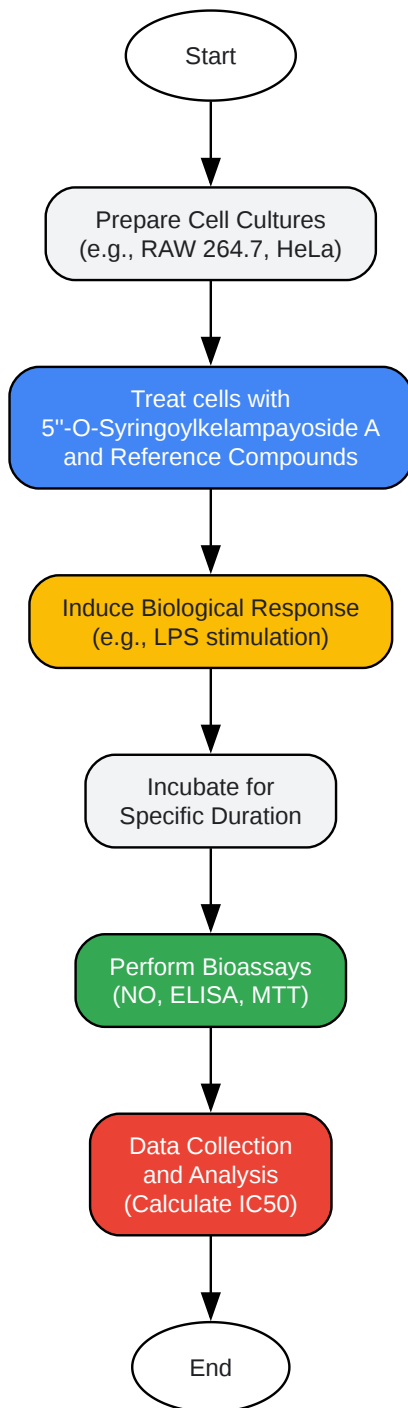 Start
Prepare Cell Cultures
(e.g., RAW 264.7, HeLa)
Treat cells with
5''-O-Syringoylkelampayoside A
and Reference Compounds
Induce Biological Response
(e.g., LPS stimulation)
Incubate for
Specific Duration
Perform Bioassays
(NO, ELISA, MTT)
Data Collection
and Analysis
(Calculate IC50)
End